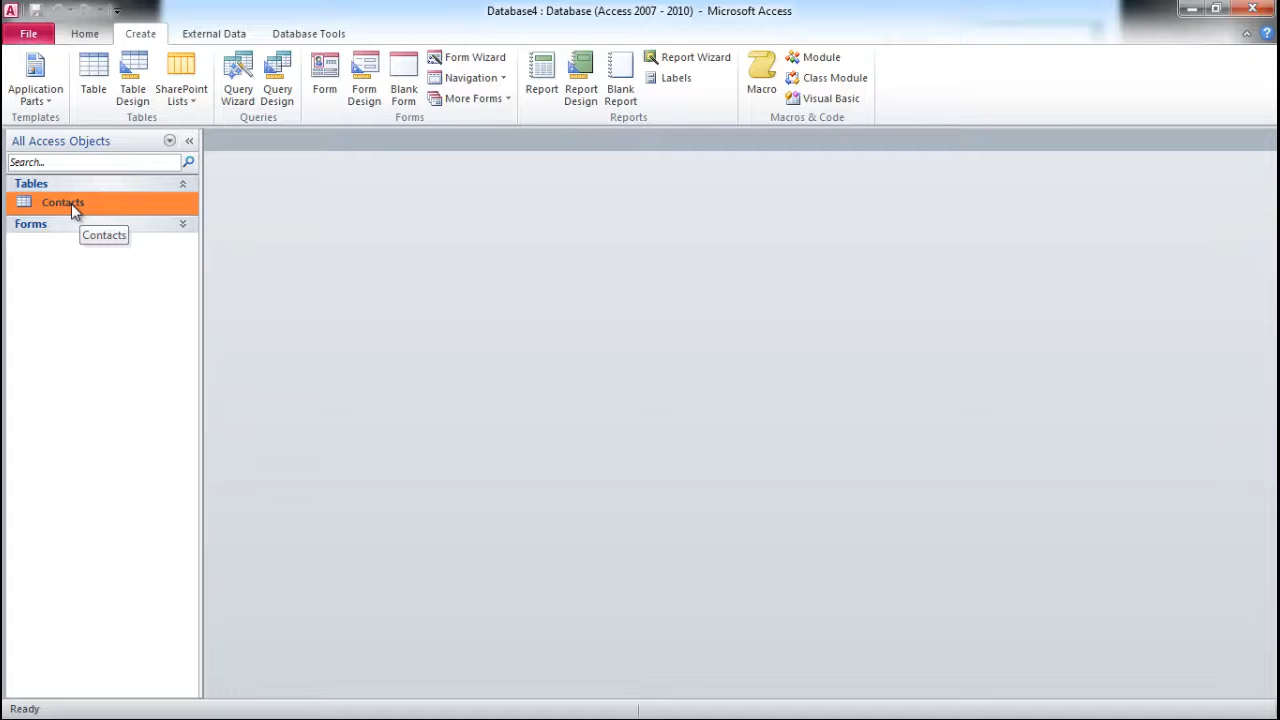 Database4 : Database (Access 2007 - 2010) - Microsoft Access
File Home Create External Data Database Tools
Application Parts
Table
Table Design
SharePoint Lists
Query Wizard
Query Design
Form
Form Design
Blank Form
Form Wizard
Navigation
More Forms
Report
Report Design
Blank Report
Report Wizard
Labels
Macro
Module
Class Module
Visual Basic
Templates Tables Queries Forms Reports Macros & Code
All Access Objects
Search...
Tables
Contacts
Forms
Contacts
Ready